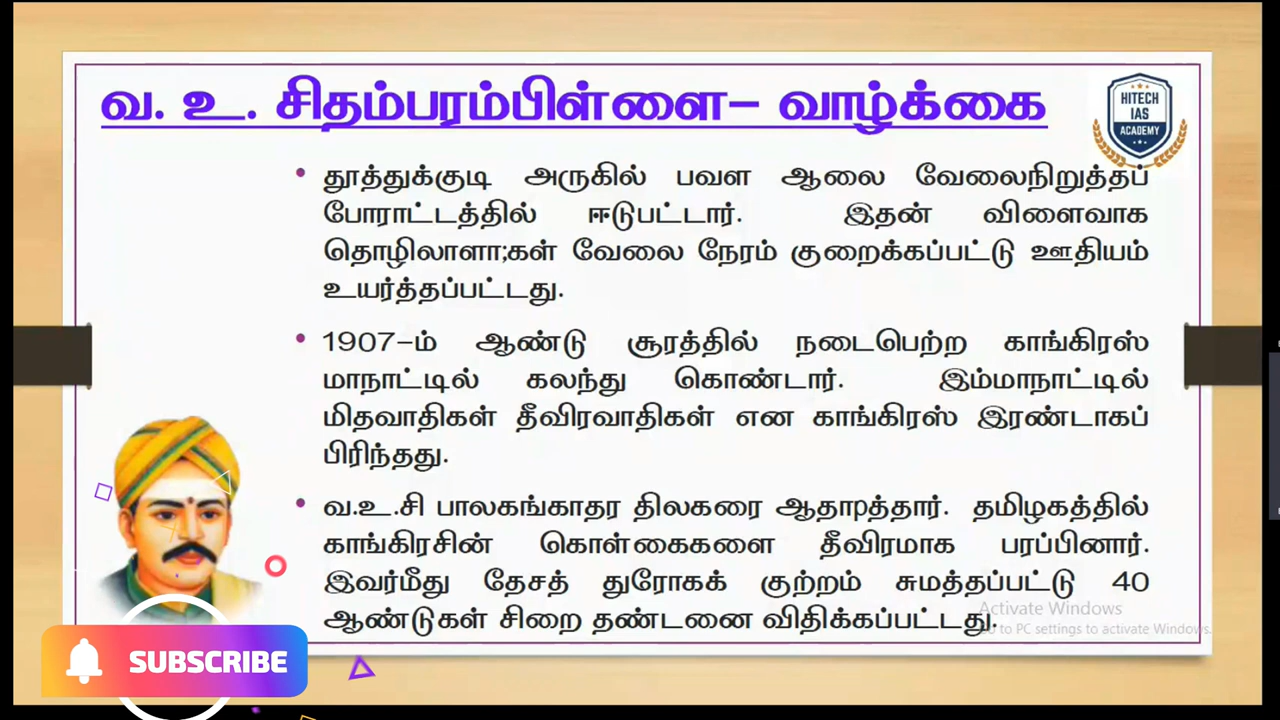 வ. உ. சிதம்பரம்பிள்ளை– வாழ்க்கை
HITECH
IAS
ACADEMY
• தூத்துக்குடி அருகில் பவள ஆலை வேலைநிறுத்தப்
போராட்டத்தில் ஈடுபட்டார். இதன் விளைவாக
தொழிலாளா;கள் வேலை நேரம் குறைக்கப்பட்டு ஊதியம்
உயர்த்தப்பட்டது.
• 1907–ம் ஆண்டு சூரத்தில் நடைபெற்ற காங்கிரஸ்
மாநாட்டில் கலந்து கொண்டார். இம்மாநாட்டில்
மிதவாதிகள் தீவிரவாதிகள் என காங்கிரஸ் இரண்டாகப்
பிரிந்தது.
• வ.உ.சி பாலகங்காதர திலகரை ஆதாpத்தார். தமிழகத்தில்
காங்கிரசின் கொள்கைகளை தீவிரமாக பரப்பினார்.
இவர்மீது தேசத் துரோகக் குற்றம் சுமத்தப்பட்டு 40
ஆண்டுகள் சிறை தண்டனை விதிக்கப்பட்டது.
Activate Windows
to PC settings to activate Windows.
SUBSCRIBE